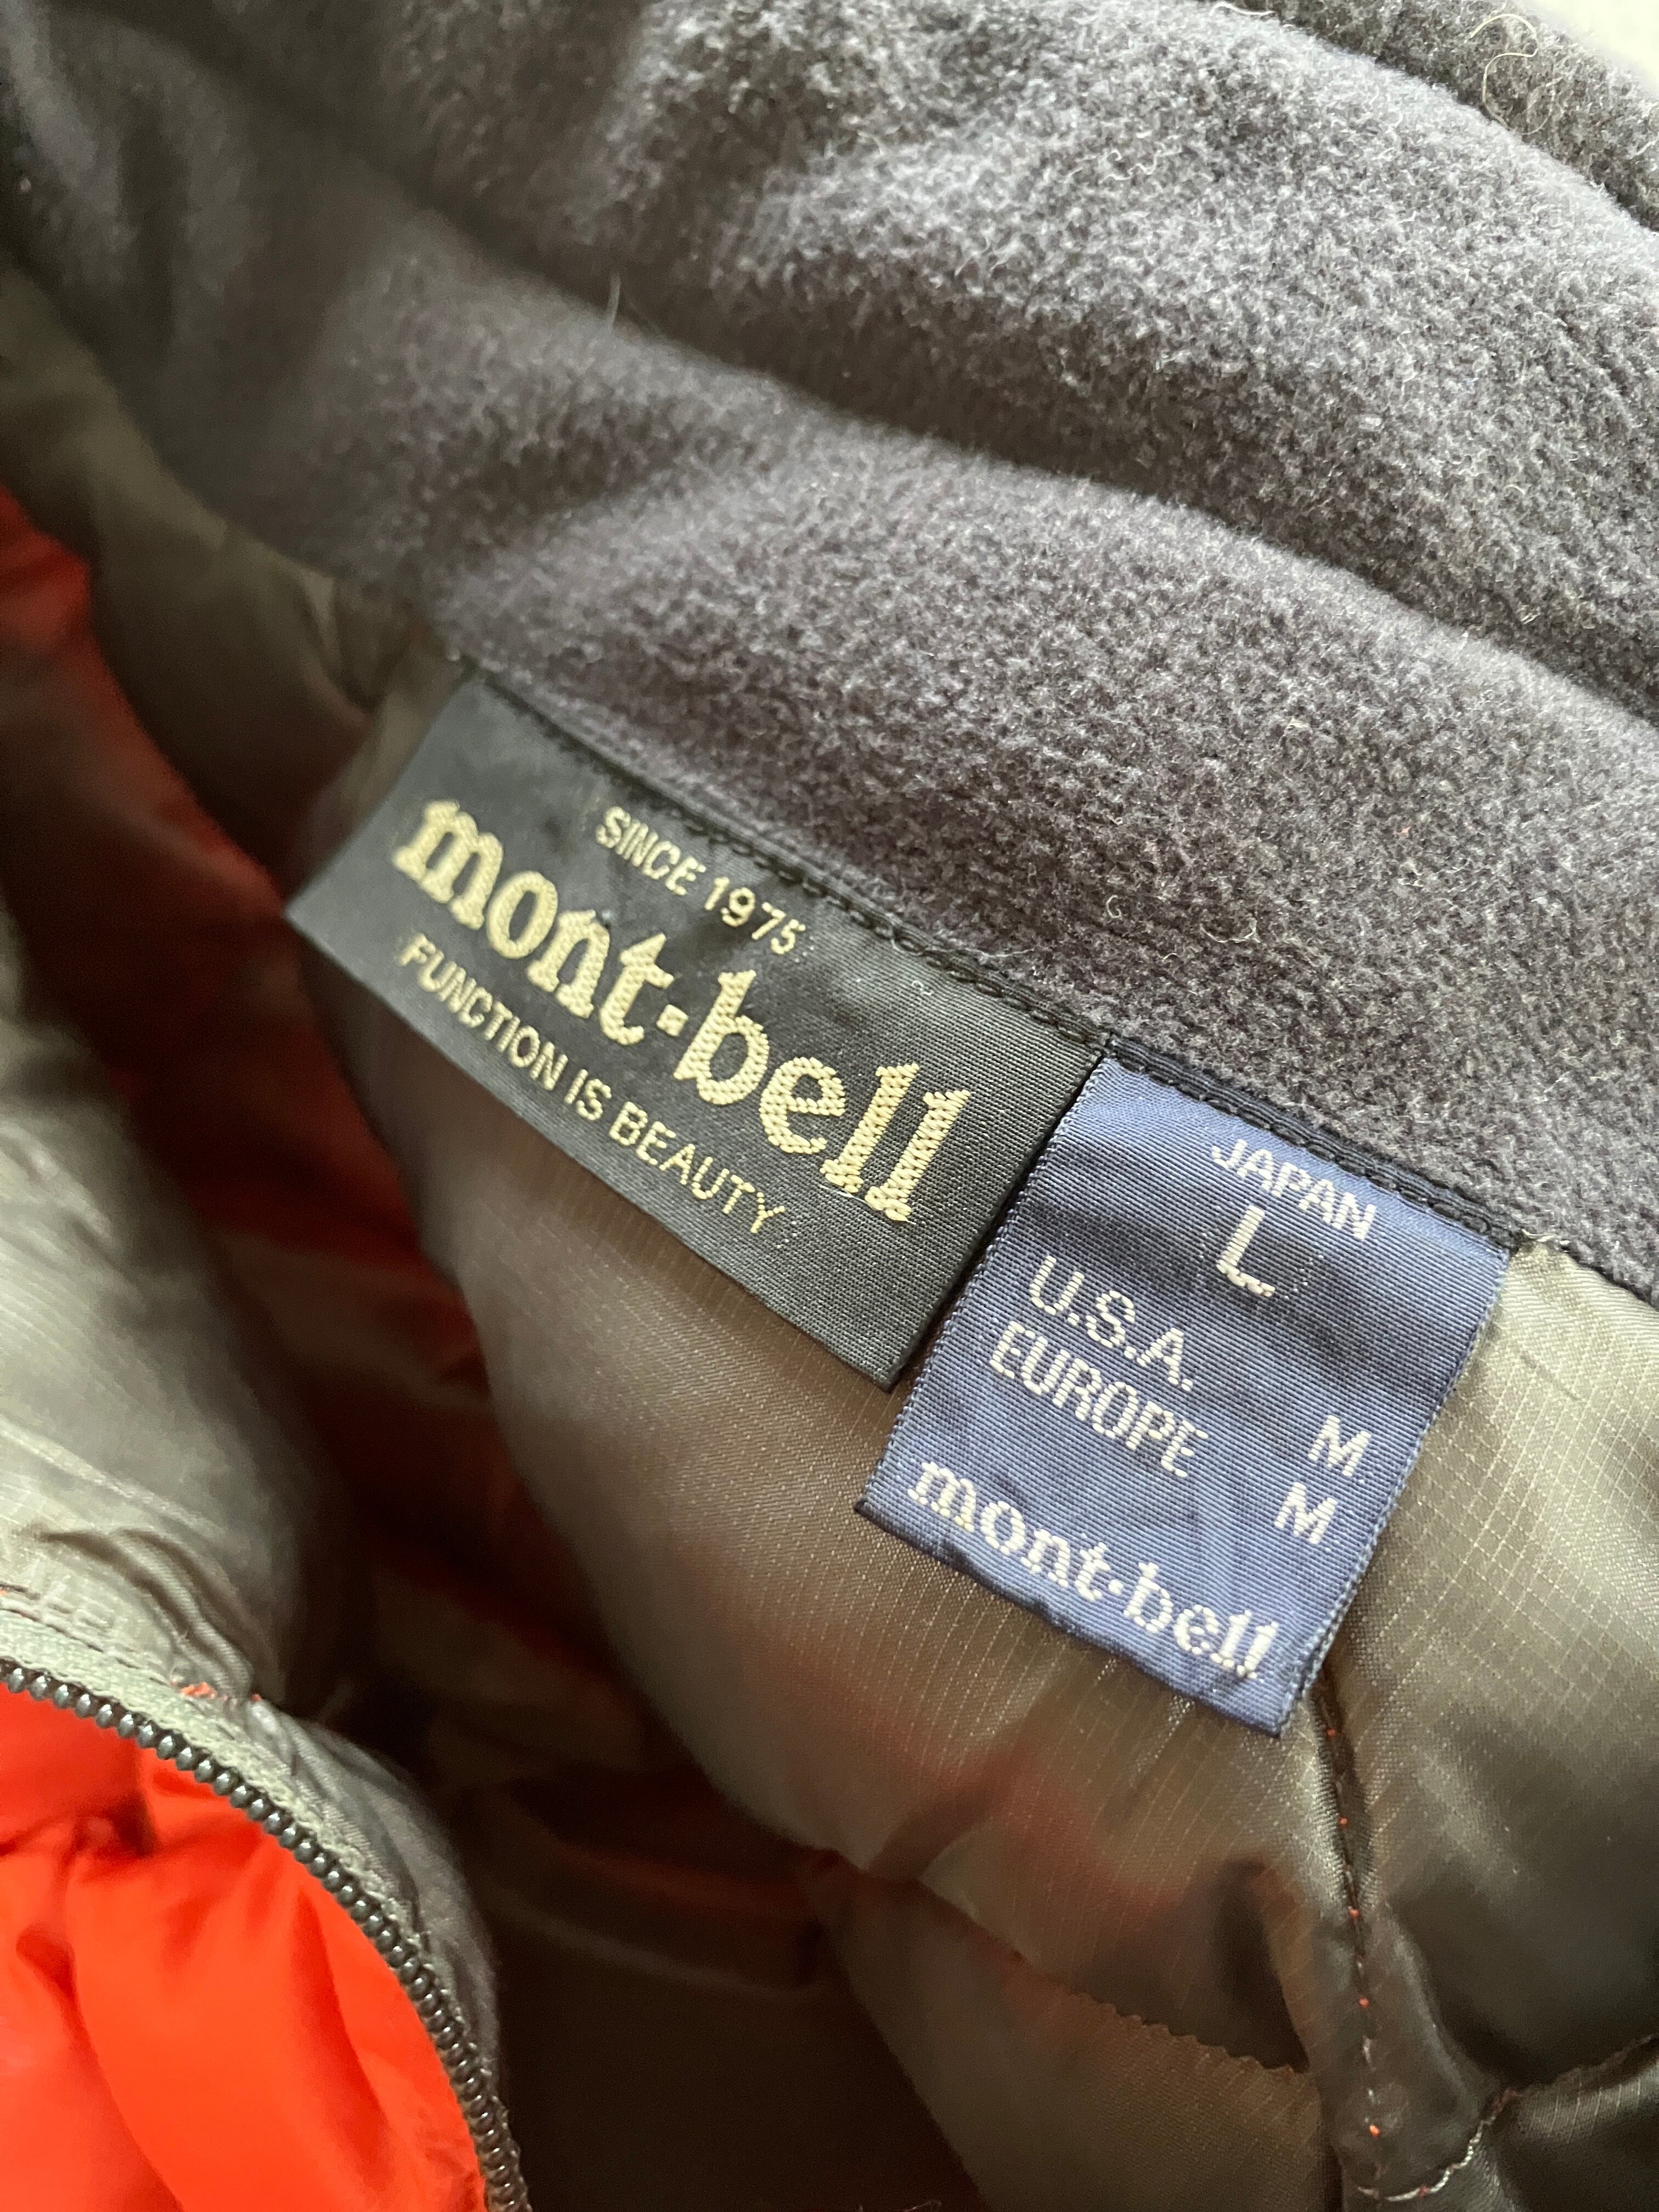 SINCE 1975
mont·bell
FUNCTION IS BEAUTY
JAPAN
L
U.S.A. M
EUROPE M
mont·bell